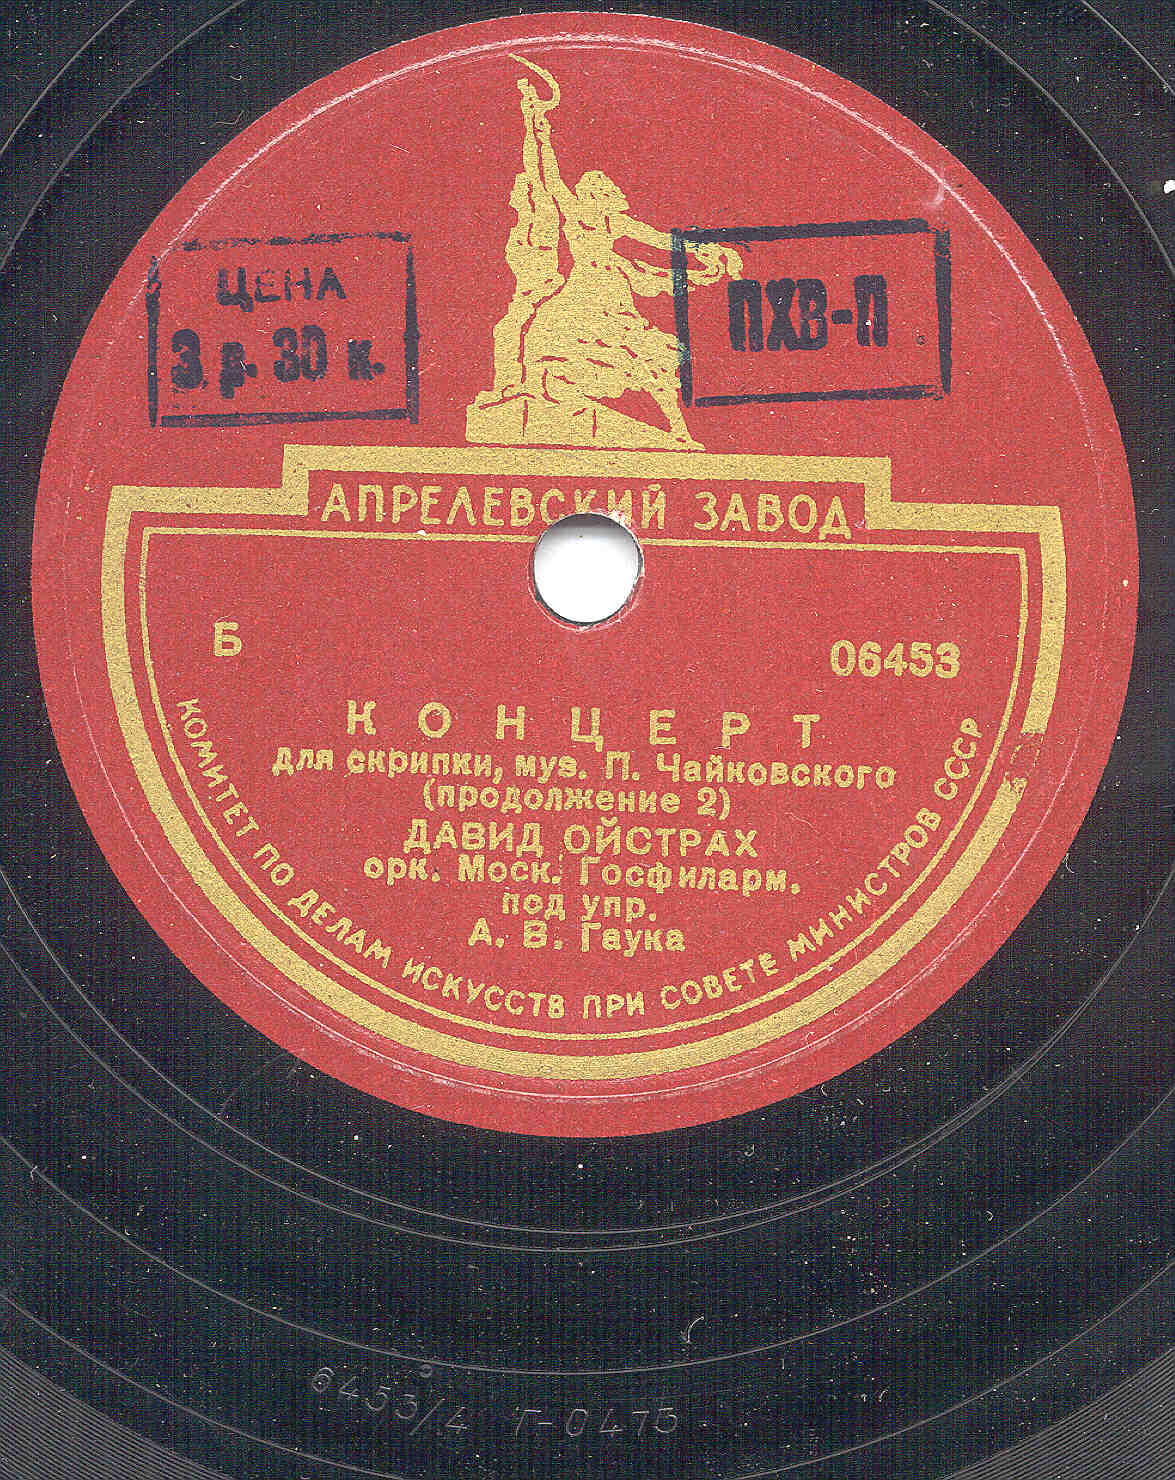 ЦЕНА
3 р. 30 к.
ПХВ-П
АПРЕЛЕВСКИЙ ЗАВОД
Б
06453
КОНЦЕРТ
для скрипки, муз. П. Чайковского
(продолжение 2)
ДАВИД ОЙСТРАХ
орк. Моск. Госфиларм.
под упр.
А. В. Гаука
КОМИТЕТ ПО ДЕЛАМ ИСКУССТВ ПРИ СОВЕТЕ МИНИСТРОВ СССР
6453/4 Т-0475